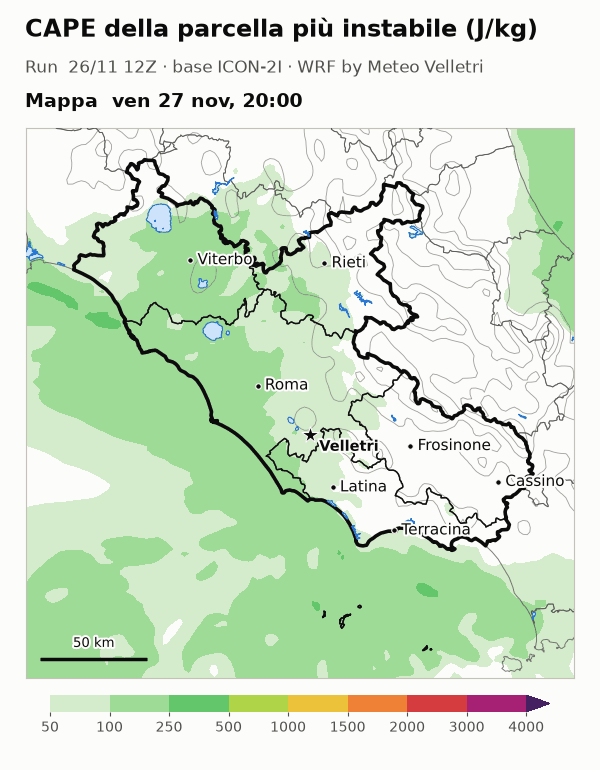 CAPE della parcella più instabile (J/kg)
Run  26/11 12Z · base ICON-2I · WRF by Meteo Velletri
Mappa  ven 27 nov, 20:00
Viterbo
Rieti
Roma
Velletri
Frosinone
Cassino
Latina
Terracina
50 km
50 100 250 500 1000 1500 2000 3000 4000